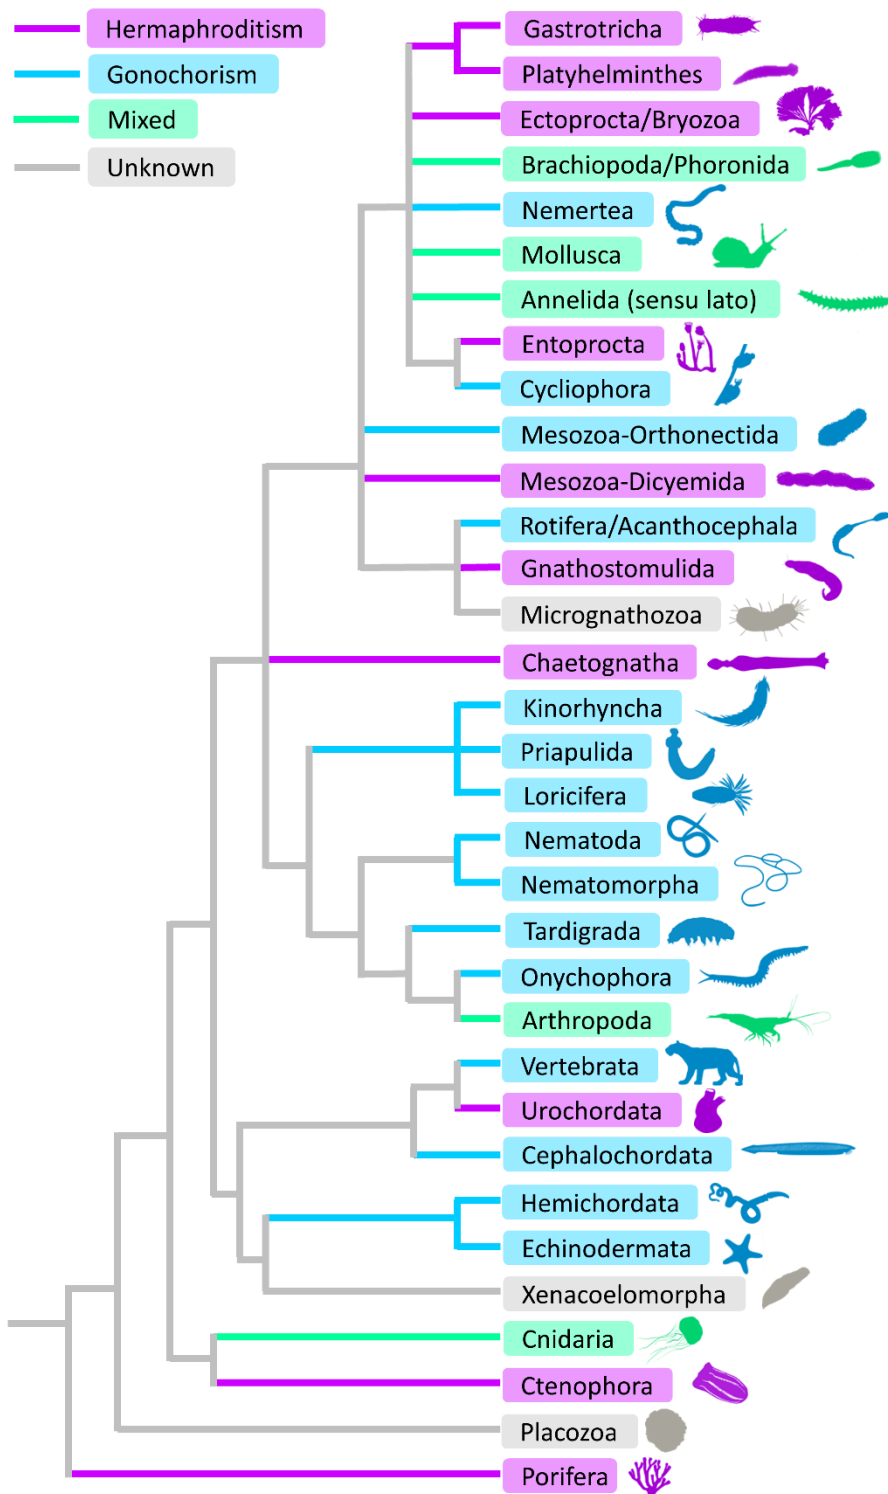 Hermaphroditism
Gonochorism
Mixed
Unknown
Gastrotricha
Platyhelminthes
Ectoprocta/Bryozoa
Brachiopoda/Phoronida
Nemertea
Mollusca
Annelida (sensu lato)
Entoprocta
Cycliophora
Mesozoa-Orthonectida
Mesozoa-Dicyemida
Rotifera/Acanthocephala
Gnathostomulida
Micrognathozoa
Chaetognatha
Kinorhyncha
Priapulida
Loricifera
Nematoda
Nematomorpha
Tardigrada
Onychophora
Arthropoda
Vertebrata
Urochordata
Cephalochordata
Hemichordata
Echinodermata
Xenacoelomorpha
Cnidaria
Ctenophora
Placozoa
Porifera